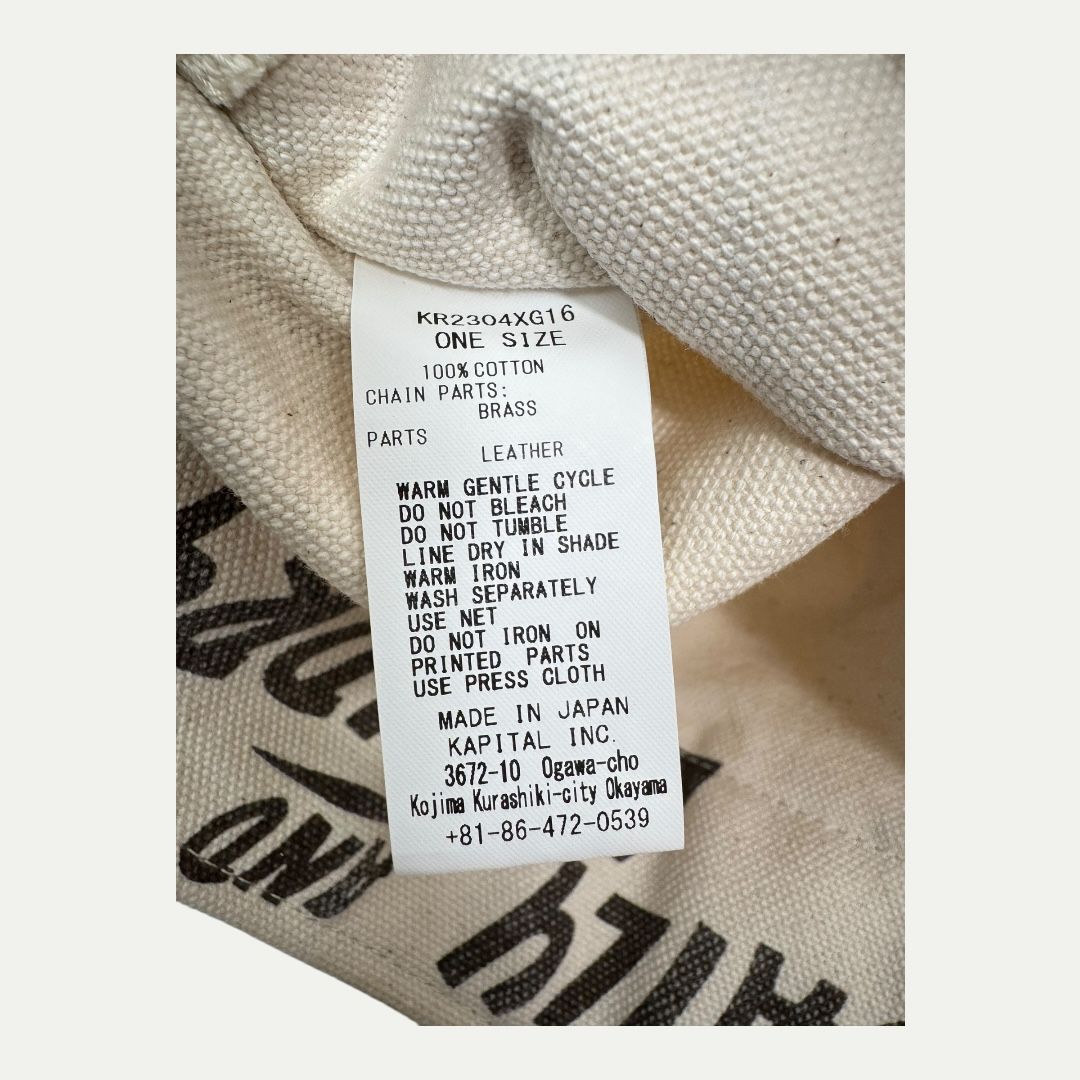 KR2304XG16
ONE SIZE
100% COTTON
CHAIN PARTS:
BRASS
PARTS
LEATHER
WARM GENTLE CYCLE
DO NOT BLEACH
DO NOT TUMBLE
LINE DRY IN SHADE
WARM IRON
WASH SEPARATELY
USE NET
DO NOT IRON ON
PRINTED PARTS
USE PRESS CLOTH
MADE IN JAPAN
KAPITAL INC.
3672-10 Ogawa-cho
Kojima Kurashiki-city Okayama
+81-86-472-0539
AND